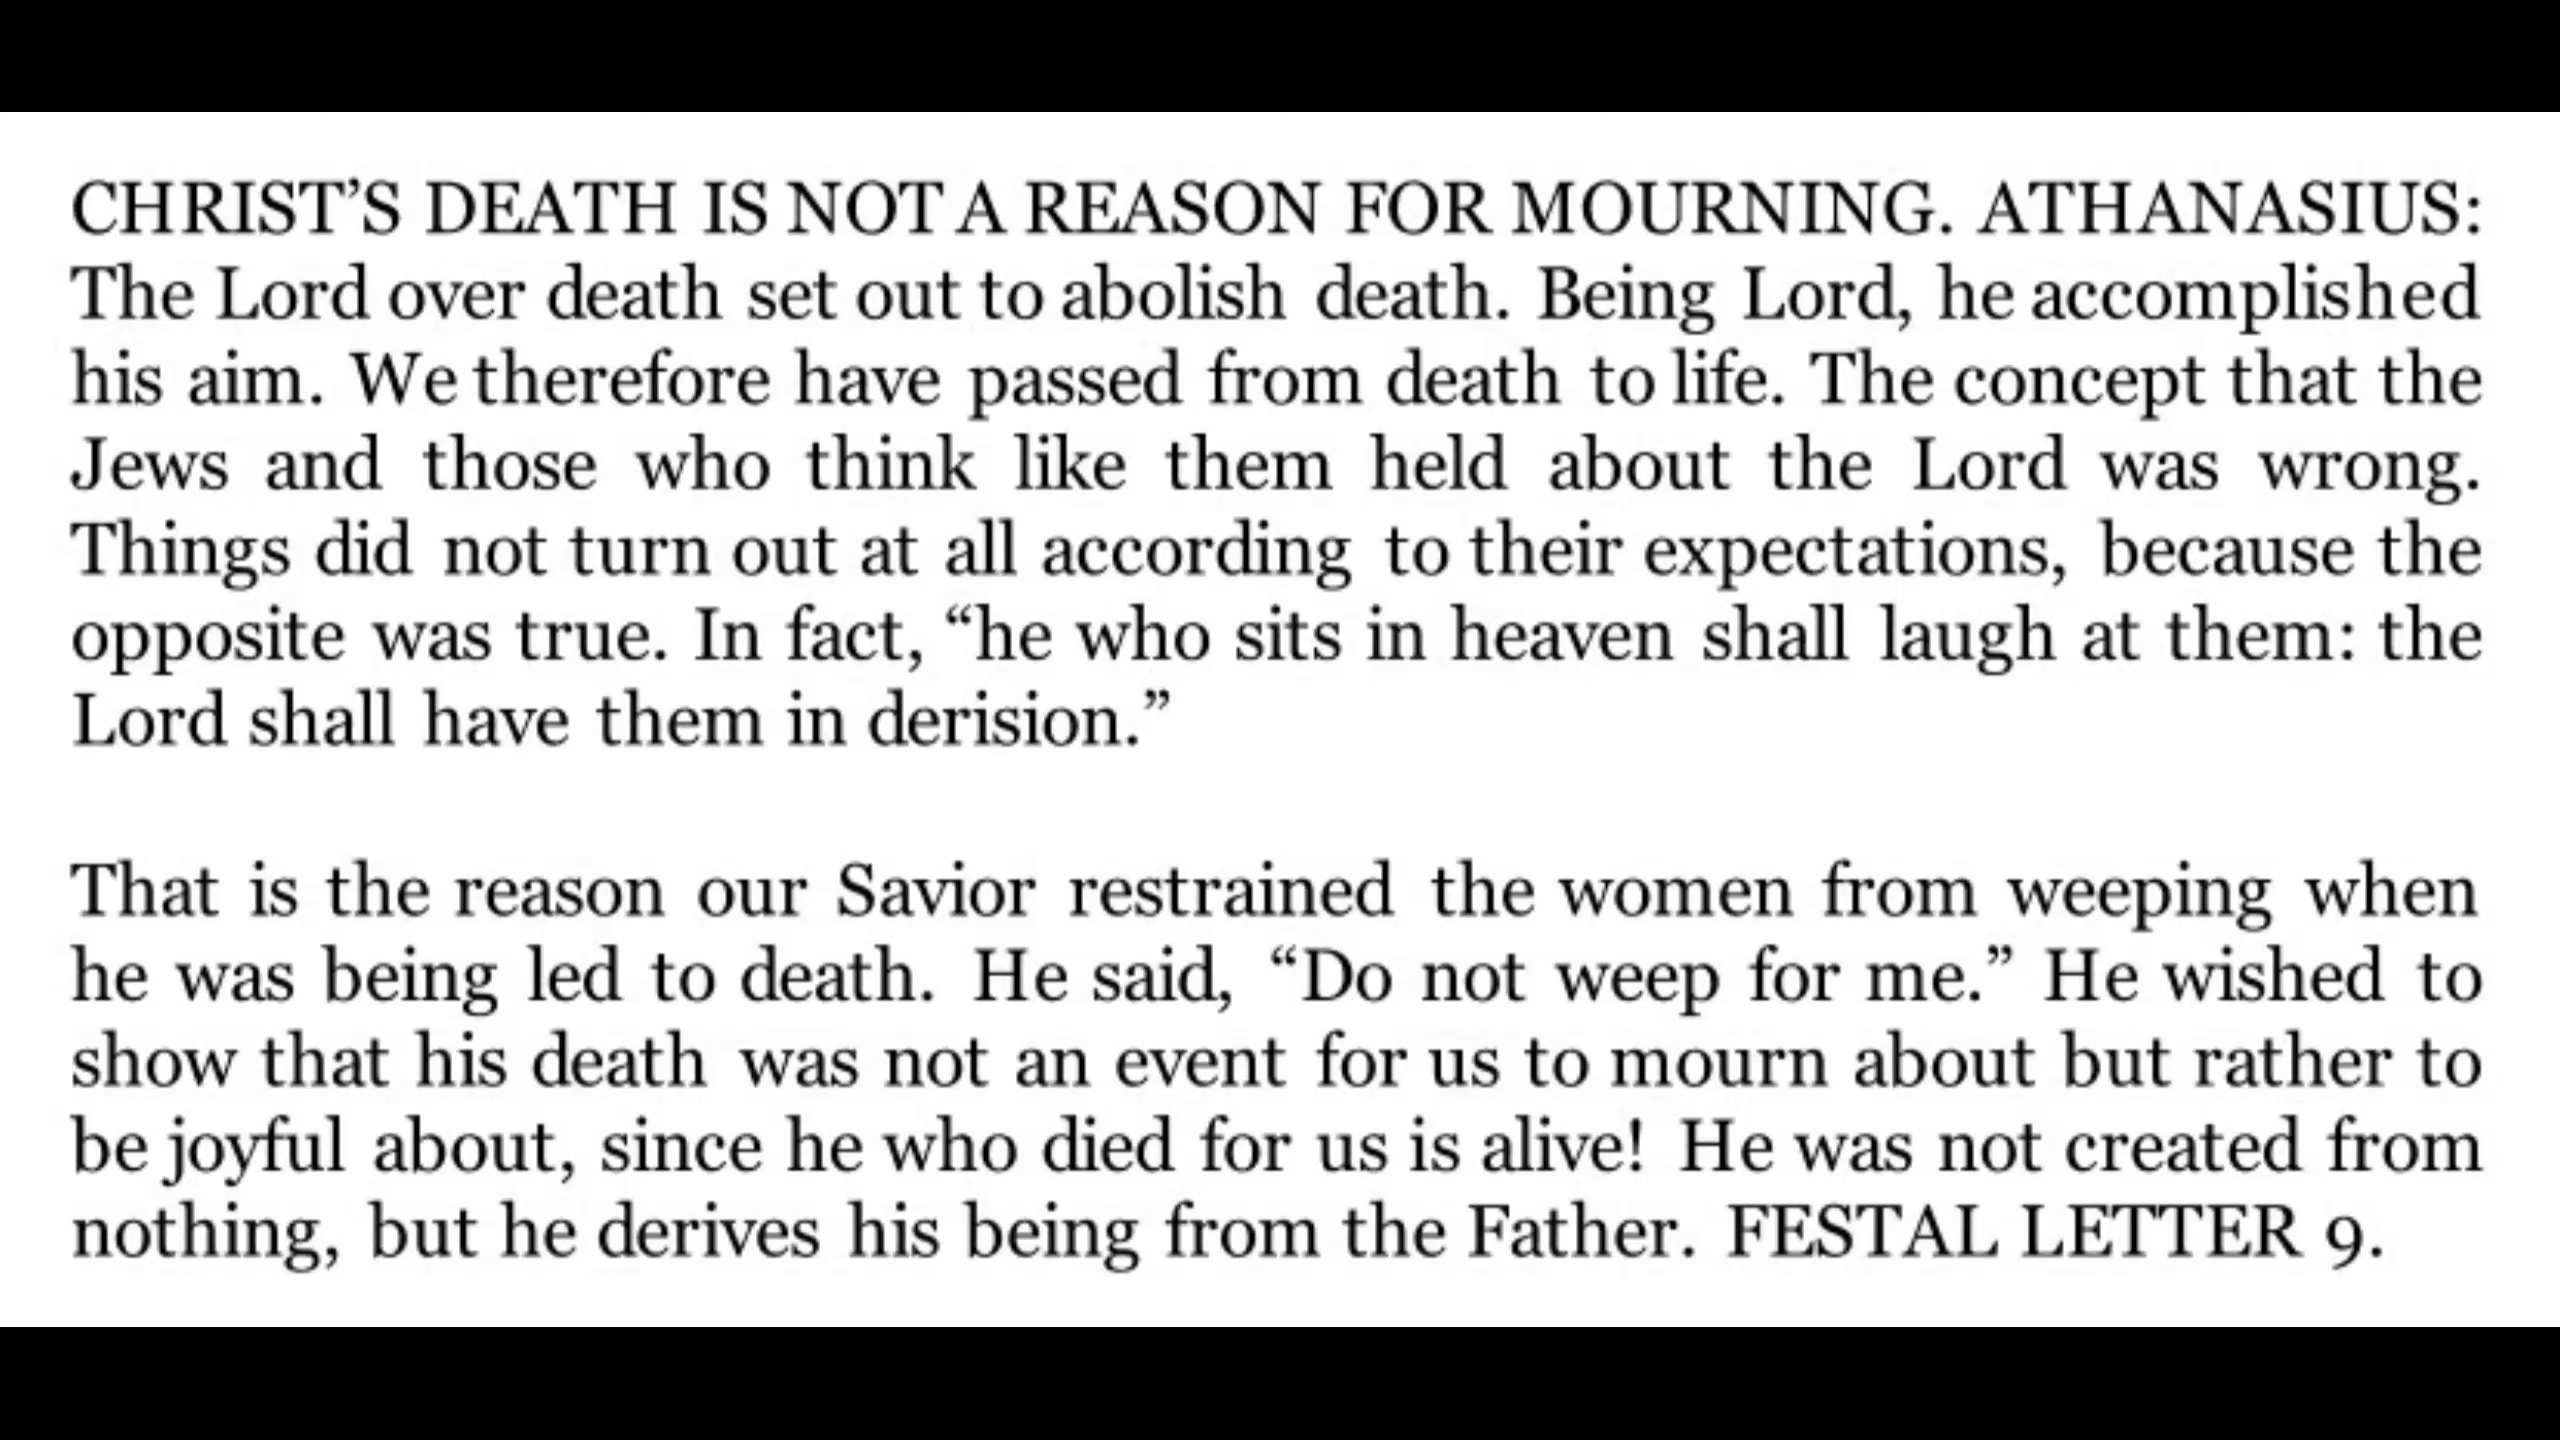 CHRIST’S DEATH IS NOT A REASON FOR MOURNING. ATHANASIUS:
The Lord over death set out to abolish death. Being Lord, he accomplished
his aim. We therefore have passed from death to life. The concept that the
Jews and those who think like them held about the Lord was wrong.
Things did not turn out at all according to their expectations, because the
opposite was true. In fact, “he who sits in heaven shall laugh at them: the
Lord shall have them in derision.”
That is the reason our Savior restrained the women from weeping when
he was being led to death. He said, “Do not weep for me.” He wished to
show that his death was not an event for us to mourn about but rather to
be joyful about, since he who died for us is alive! He was not created from
nothing, but he derives his being from the Father. FESTAL LETTER 9.